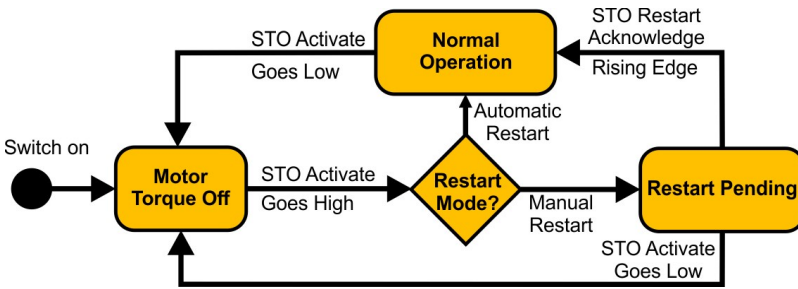 STO Activate
Goes Low
Normal
Operation
STO Restart
Acknowledge
Rising Edge
Automatic
Restart
Switch on
Motor
Torque Off
STO Activate
Goes High
Restart
Mode?
Manual
Restart
Restart Pending
STO Activate
Goes Low